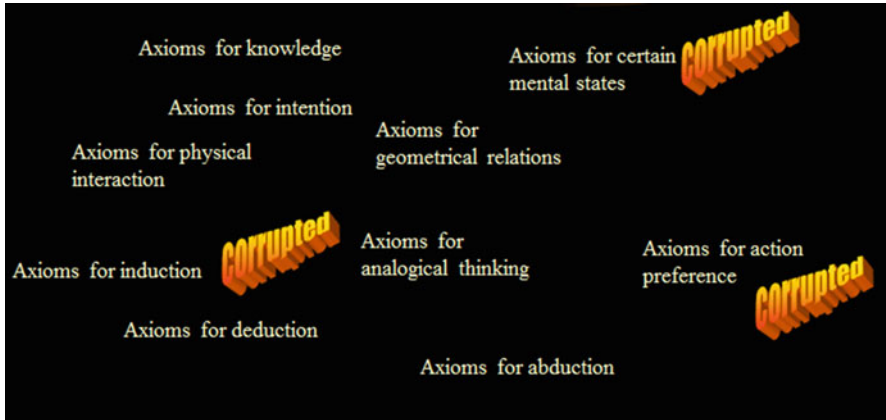 Axioms for knowledge
Axioms for certain
mental states
corrupted
Axioms for intention
Axioms for
geometrical relations
Axioms for physical
interaction
Axioms for induction
corrupted
Axioms for
analogical thinking
Axioms for action
preference
corrupted
Axioms for deduction
Axioms for abduction